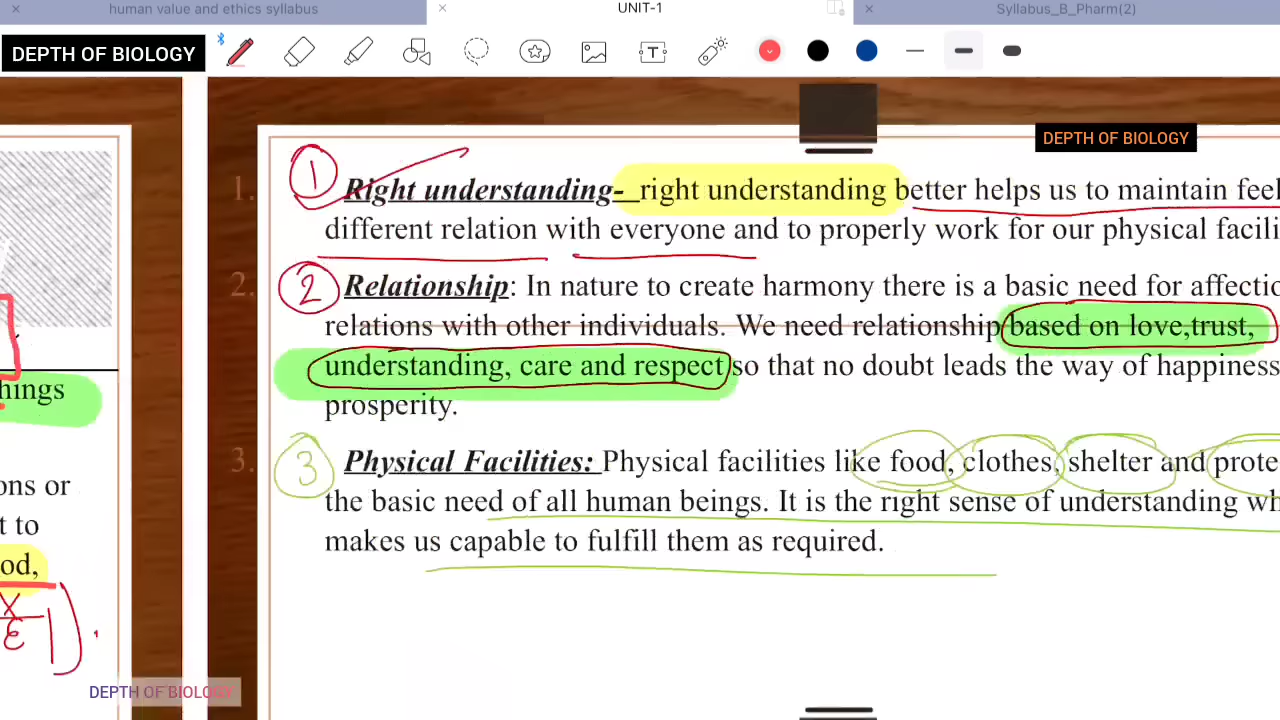 human value and ethics syllabus
UNIT-1
Syllabus_B_Pharm(2)
DEPTH OF BIOLOGY
T
DEPTH OF BIOLOGY
1
1. Right understanding- right understanding better helps us to maintain feel
different relation with everyone and to properly work for our physical facili
2
2. Relationship: In nature to create harmony there is a basic need for affectio
relations with other individuals. We need relationship based on love,trust,
understanding, care and respect so that no doubt leads the way of happiness
prosperity.
3
3. Physical Facilities: Physical facilities like food, clothes, shelter and prote
the basic need of all human beings. It is the right sense of understanding wh
makes us capable to fulfill them as required.
hings
ons or
t to
od,
DEPTH OF BIOLOGY